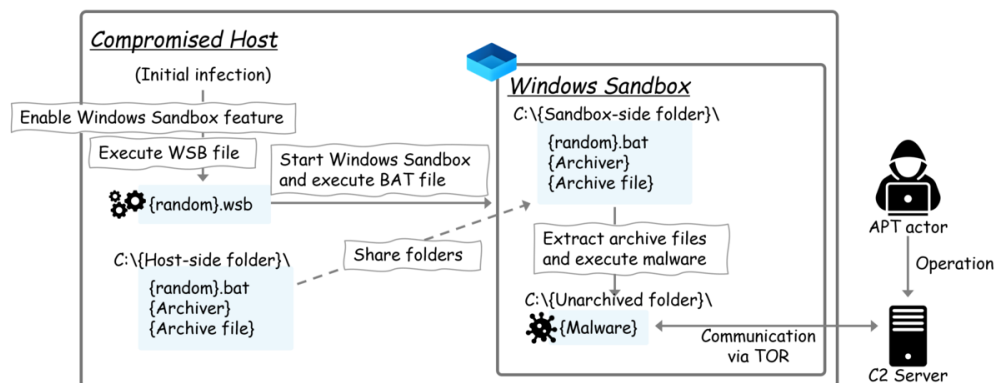 Compromised Host
(Initial infection)
Enable Windows Sandbox feature
Execute WSB file
{random}.wsb
Start Windows Sandbox
and execute BAT file
C:\{Host-side folder}\
{random}.bat
{Archiver}
{Archive file}
Share folders
Windows Sandbox
C:\{Sandbox-side folder}\
{random}.bat
{Archiver}
{Archive file}
Extract archive files
and execute malware
C:\{Unarchived folder}\
{Malware}
Communication
via TOR
APT actor
Operation
C2 Server